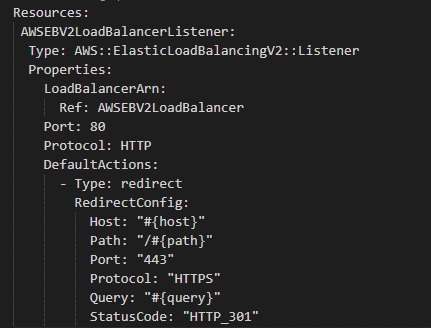 Resources:
AWSEBV2LoadBalancerListener:
Type: AWS::ElasticLoadBalancingV2::Listener
Properties:
LoadBalancerArn:
Ref: AWSEBV2LoadBalancer
Port: 80
Protocol: HTTP
DefaultActions:
- Type: redirect
RedirectConfig:
Host: "#{host}"
Path: "/#{path}"
Port: "443"
Protocol: "HTTPS"
Query: "#{query}"
StatusCode: "HTTP_301"